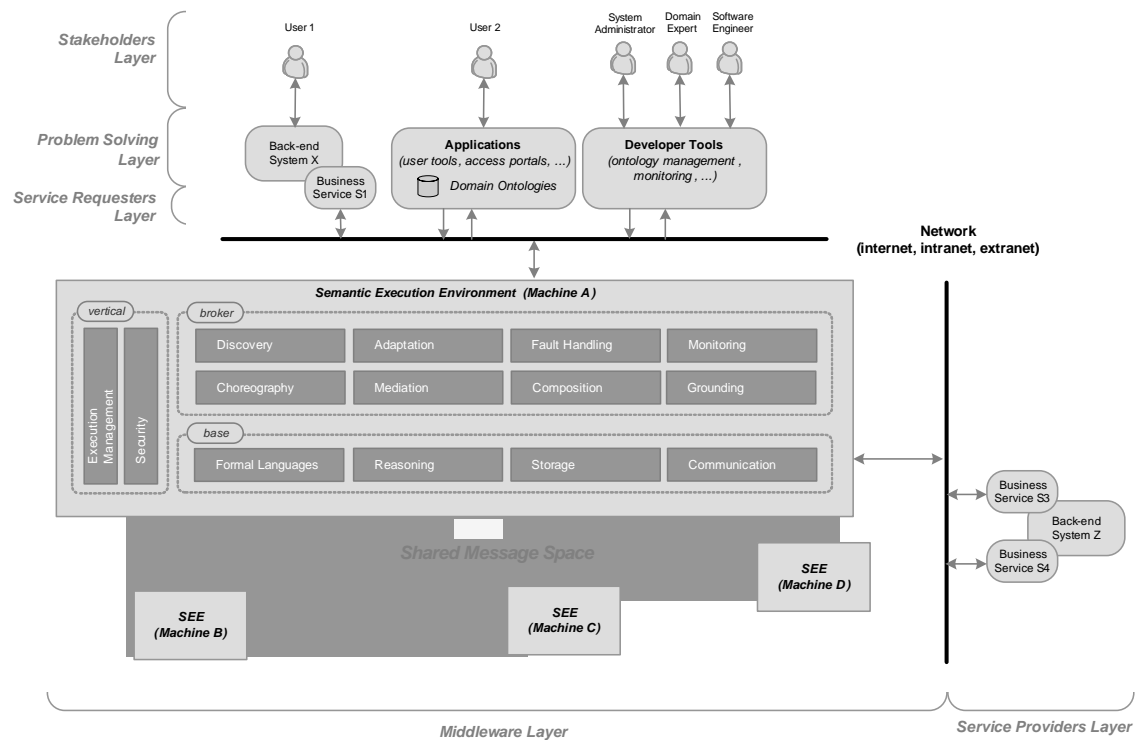 Stakeholders
Layer
User 1
User 2
System
Administrator
Domain
Expert
Software
Engineer
Problem Solving
Layer
Back-end
System X
Business
Service S1
Applications
(user tools, access portals, ...)
Domain Ontologies
Developer Tools
(ontology management ,
monitoring , ...)
Service Requesters
Layer
Network
(internet, intranet, extranet)
Semantic Execution Environment (Machine A)
vertical
Execution
Management
Security
broker
Discovery
Adaptation
Fault Handling
Monitoring
Choreography
Mediation
Composition
Grounding
base
Formal Languages
Reasoning
Storage
Communication
Business
Service S3
Back-end
System Z
Business
Service S4
Shared Message Space
SEE
(Machine D)
SEE
(Machine B)
SEE
(Machine C)
Middleware Layer
Service Providers Layer